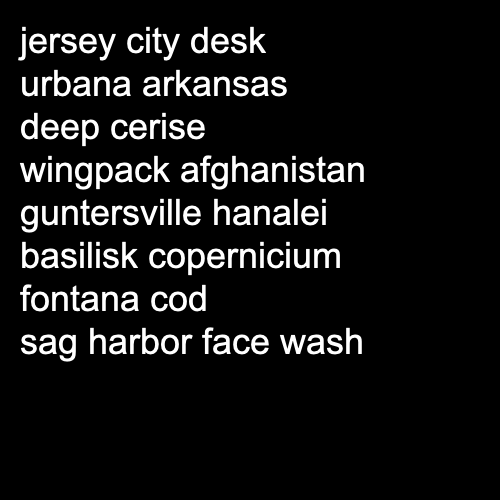 jersey city desk
urbana arkansas
deep cerise
wingpack afghanistan
guntersville hanalei
basilisk copernicium
fontana cod
sag harbor face wash